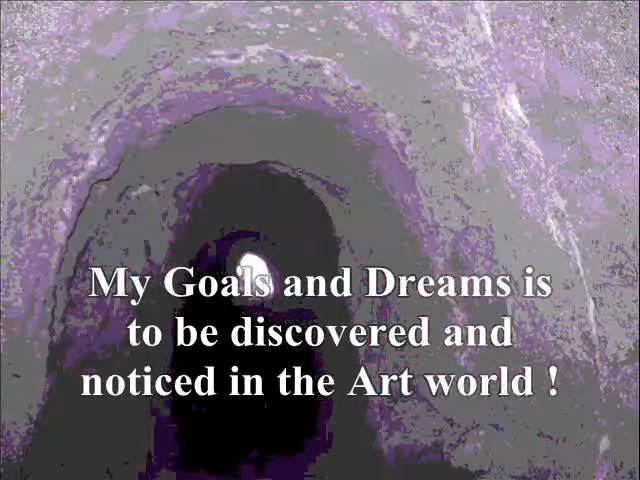 My Goals and Dreams is
to be discovered and
noticed in the Art world !